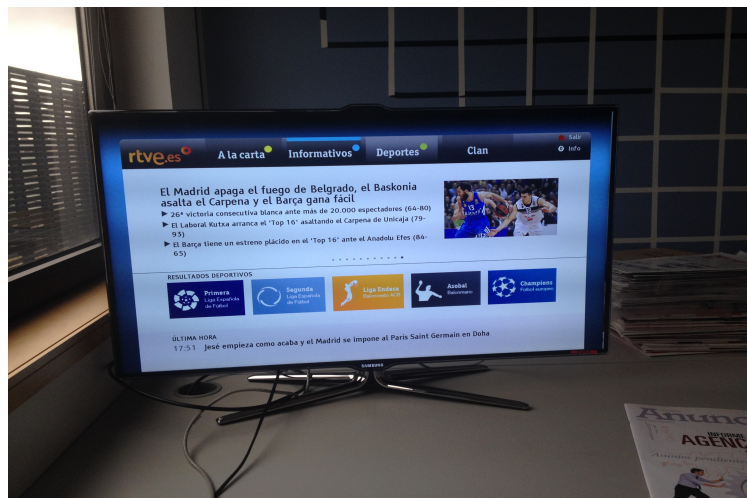 Salir
rtve.es A la carta Informativos Deportes Clan
Info
El Madrid apaga el fuego de Belgrado, el Baskonia
asalta el Carpena y el Barça gana fácil
26ª victoria consecutiva blanca ante más de 20.000 espectadores (64-80)
El Laboral Kutxa arranca el 'Top 16' asaltando el Carpena de Unicaja (79-
93)
El Barça tiene un estreno plácido en el 'Top 16' ante el Anadolu Efes (84-
65)
RESULTADOS DEPORTIVOS
Primera
Liga Española
de Fútbol
Segunda
Liga Española
de Fútbol
Liga Endesa
Baloncesto ACB
Asobal
Balonmano
Champions
Fútbol europeo
ÚLTIMA HORA
17:51 Jesé empieza como acaba y el Madrid se impone al Paris Saint Germain en Doha
SAMSUNG
Anunc
INFORME
AGENC